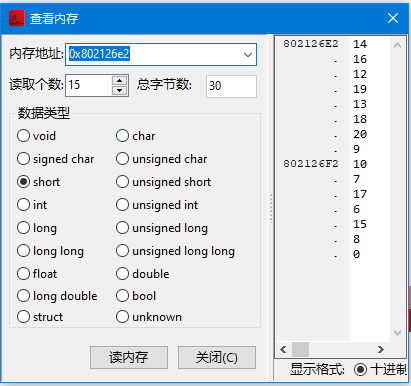 查看内存
内存地址: 0x802126e2
读取个数: 15 总字节数: 30
数据类型
void char
signed char unsigned char
short unsigned short
int unsigned int
long unsigned long
long long unsigned long long
float double
long double bool
struct unknown
读内存 关闭(C)
802126E2 14
. 16
. 12
. 19
. 13
. 18
. 20
. 9
802126F2 10
. 7
. 17
. 6
. 15
. 8
. 0
显示格式: 十进制